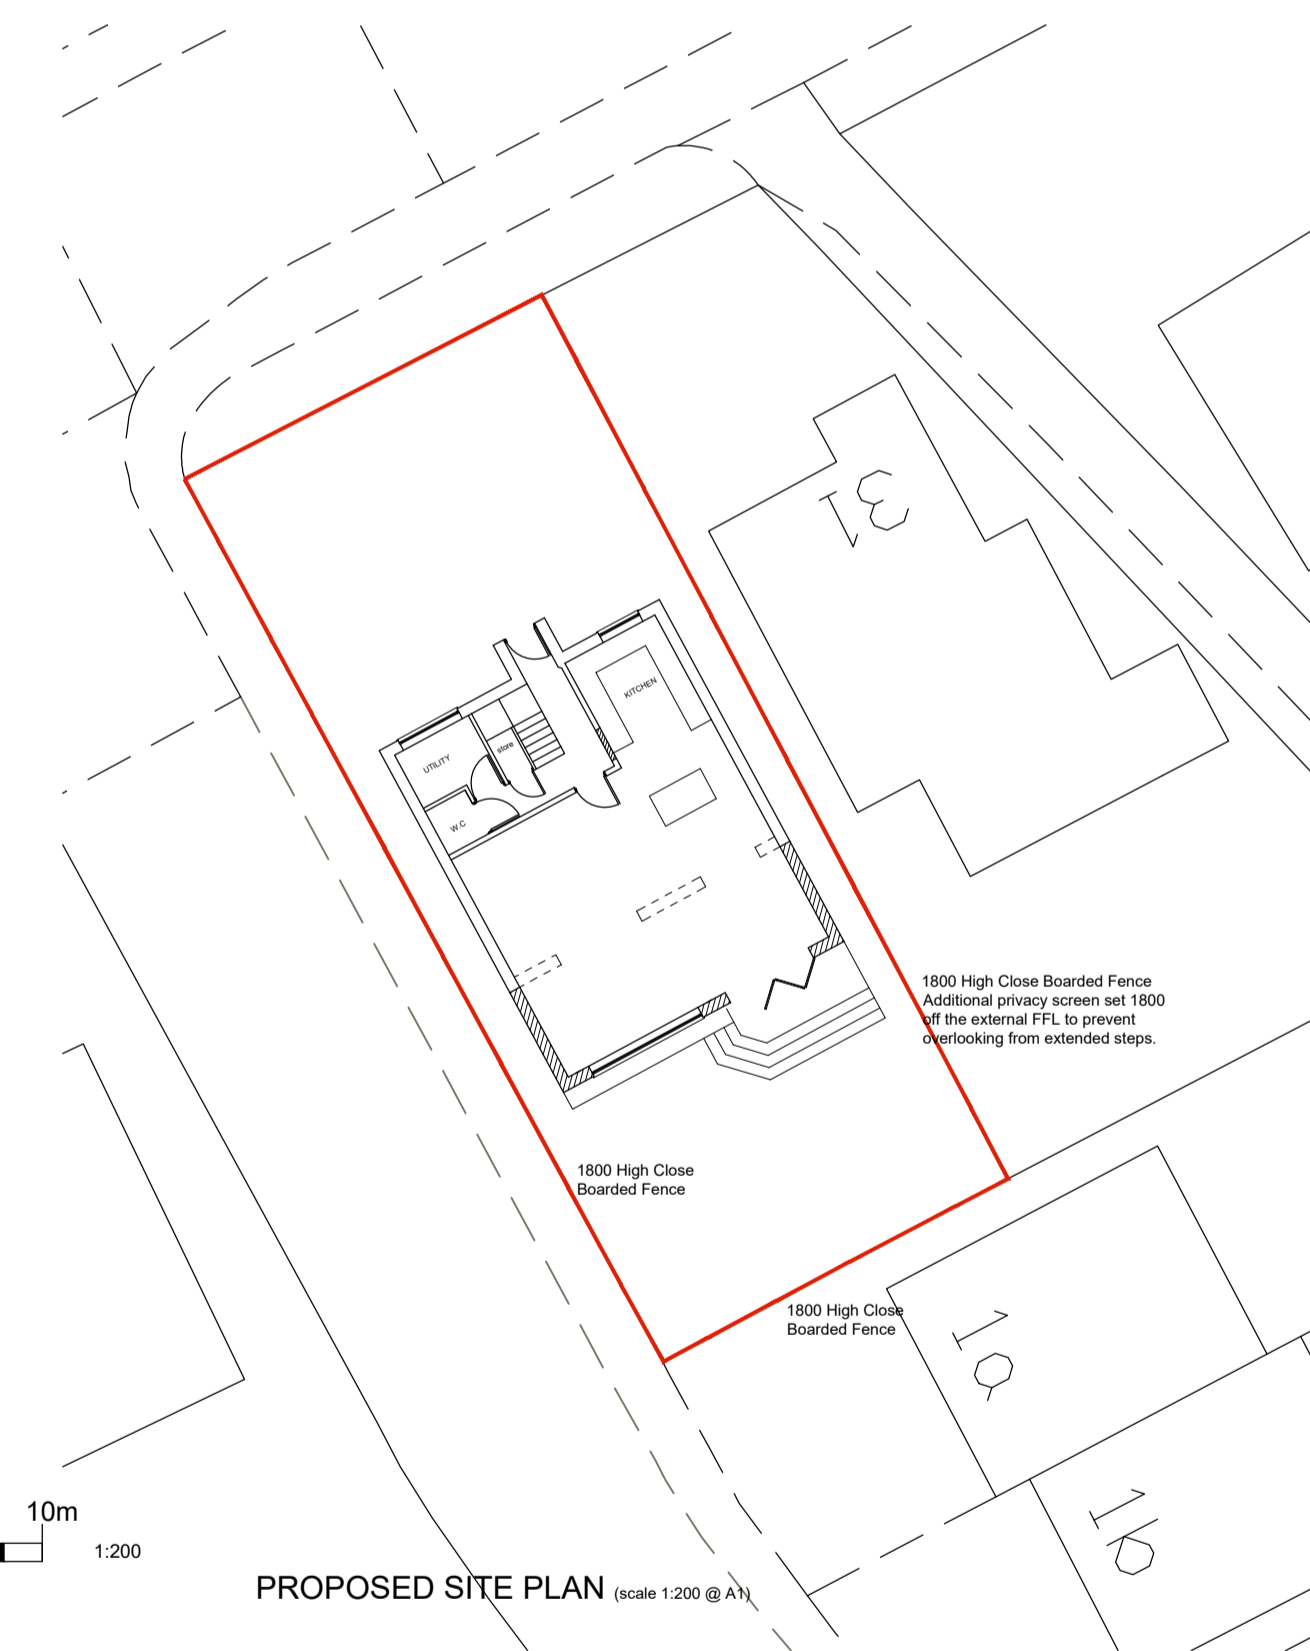 31
KITCHEN
UTILITY
store
W.C
1800 High Close Boarded Fence
Additional privacy screen set 1800
off the external FFL to prevent
overlooking from extended steps.
1800 High Close
Boarded Fence
1800 High Close
Boarded Fence
19
10m
1:200
PROPOSED SITE PLAN (scale 1:200 @ A1)